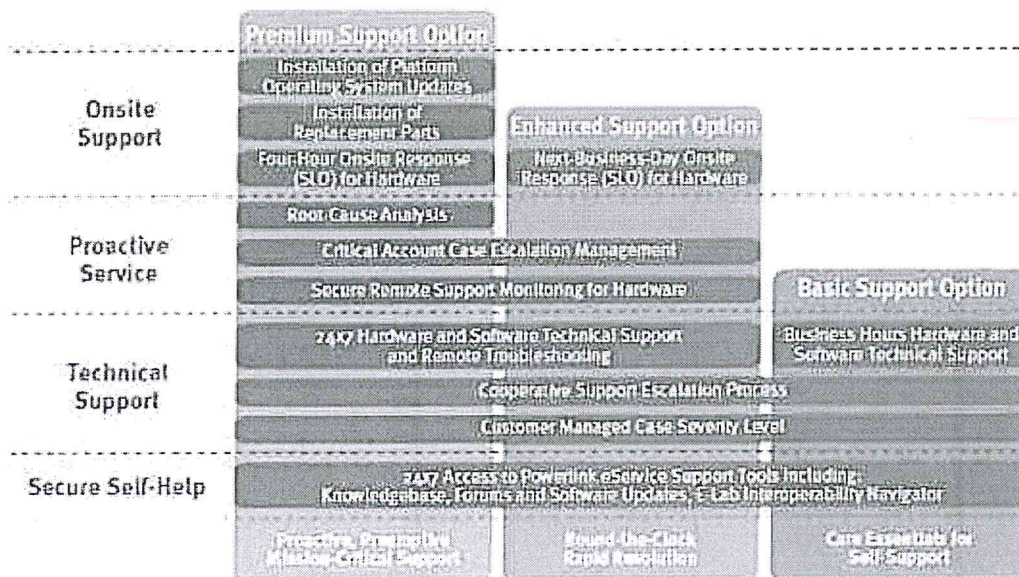 Premium Support Option
Installation of Platform
Operating System Updates
Onsite
Support
Installation of
Replacement Parts
Enhanced Support Option
Four-Hour Onsite Response
(SLO) for Hardware
Next-Business-Day Onsite
Response (SLO) for Hardware
Root-Cause Analysis
Proactive
Service
Critical Account Case Escalation Management
Secure Remote Support Monitoring for Hardware
Basic Support Option
24x7 Hardware and Software Technical Support
and Remote Troubleshooting
Business Hours Hardware and
Software Technical Support
Technical
Support
Cooperative Support Escalation Process
Customer Managed Case Severity Level
Secure Self-Help
24x7 Access to Powerlink eService Support Tools Including:
Knowledgebase, Forums and Software Updates, E-Lab Interoperability Navigator
Proactive, Preemptive
Mission-Critical Support
Round-the-Clock
Rapid Resolution
Core Essentials for
Self-Support